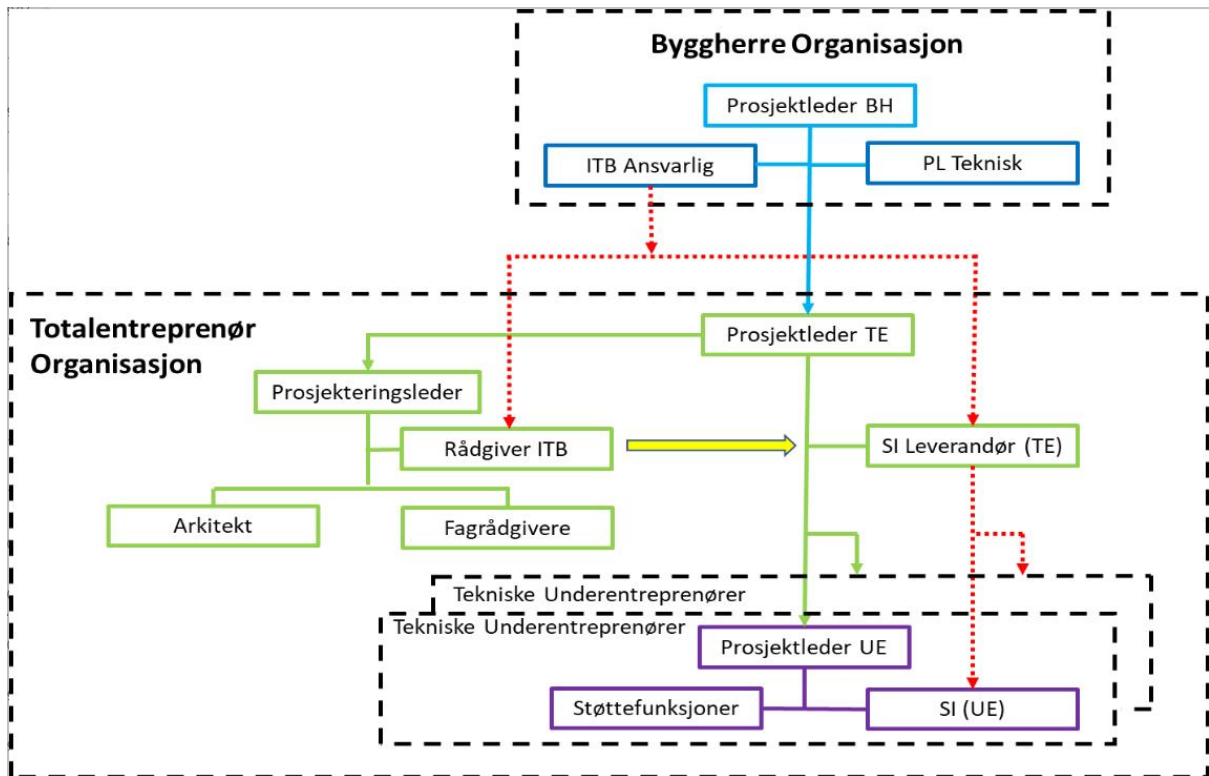 Byggherre Organisasjon
Prosjektleder BH
ITB Ansvarlig
PL Teknisk
Totalentreprenør
Organisasjon
Prosjektleder TE
Prosjekteringsleder
Rådgiver ITB
SI Leverandør (TE)
Arkitekt
Fagrådgivere
Tekniske Underentreprenører
Tekniske Underentreprenører
Prosjektleder UE
Støttefunksjoner
SI (UE)